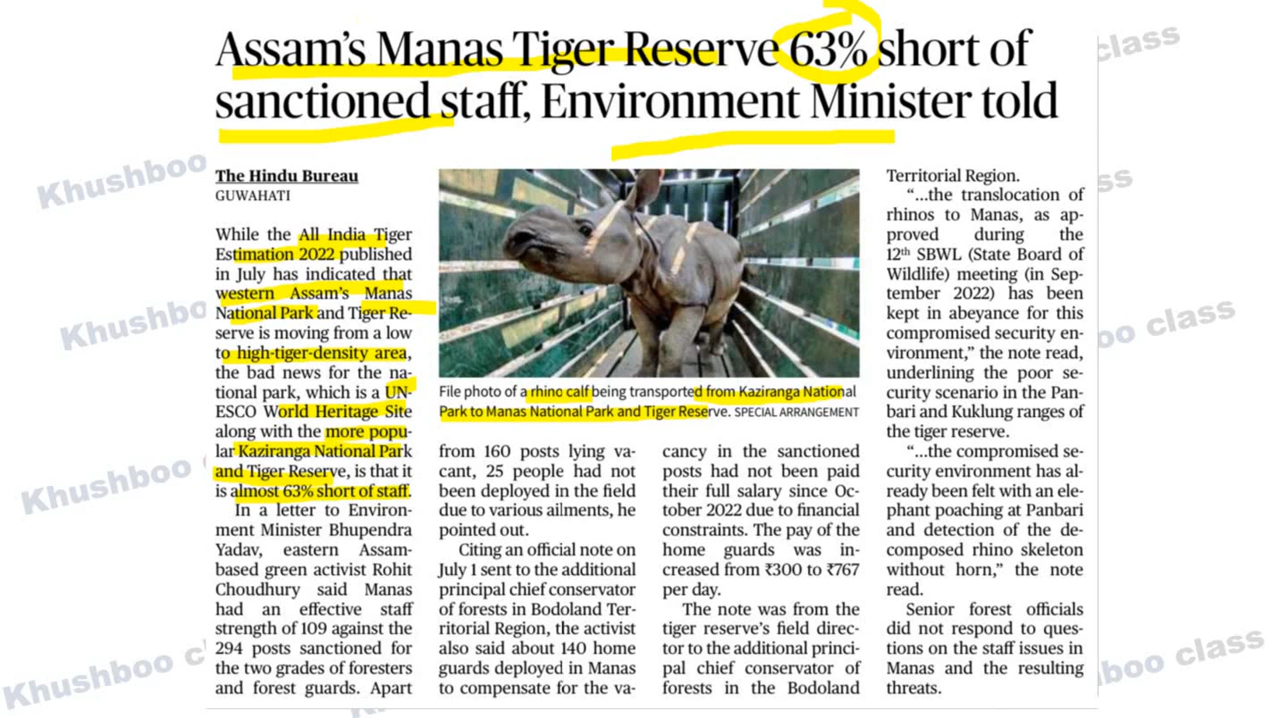 Assam's Manas Tiger Reserve 63% short of
sanctioned staff, Environment Minister told
The Hindu Bureau
GUWAHATI
While the All India Tiger
Estimation 2022 published
in July has indicated that
western Assam's Manas
National Park and Tiger Re-
serve is moving from a low
to high-tiger-density area,
the bad news for the na-
tional park, which is a UN-
ESCO World Heritage Site
along with the more popu-
lar Kaziranga National Park
and Tiger Reserve, is that it
is almost 63% short of staff.
In a letter to Environ-
ment Minister Bhupendra
Yadav, eastern Assam-
based green activist Rohit
Choudhury said Manas
had an effective staff
strength of 109 against the
294 posts sanctioned for
the two grades of foresters
and forest guards. Apart
File photo of a rhino calf being transported from Kaziranga National
Park to Manas National Park and Tiger Reserve. SPECIAL ARRANGEMENT
from 160 posts lying va-
cant, 25 people had not
been deployed in the field
due to various ailments, he
pointed out.
Citing an official note on
July 1 sent to the additional
principal chief conservator
of forests in Bodoland Ter-
ritorial Region, the activist
also said about 140 home
guards deployed in Manas
to compensate for the va-
cancy in the sanctioned
posts had not been paid
their full salary since Oc-
tober 2022 due to financial
constraints. The pay of the
home guards was in-
creased from ₹300 to ₹767
per day.
The note was from the
tiger reserve's field direc-
tor to the additional princi-
pal chief conservator of
forests in the Bodoland
Territorial Region.
"...the translocation of
rhinos to Manas, as ap-
proved during the
12th SBWL (State Board of
Wildlife) meeting (in Sep-
tember 2022) has been
kept in abeyance for this
compromised security en-
vironment," the note read,
underlining the poor se-
curity scenario in the Pan-
bari and Kuklung ranges of
the tiger reserve.
"...the compromised se-
curity environment has al-
ready been felt with an ele-
phant poaching at Panbari
and detection of the de-
composed rhino skeleton
without horn," the note
read.
Senior forest officials
did not respond to ques-
tions on the staff issues in
Manas and the resulting
threats.
Khushboo
Khushbo
Khushboo
Khushboo c
class
ss
oo class
boo class